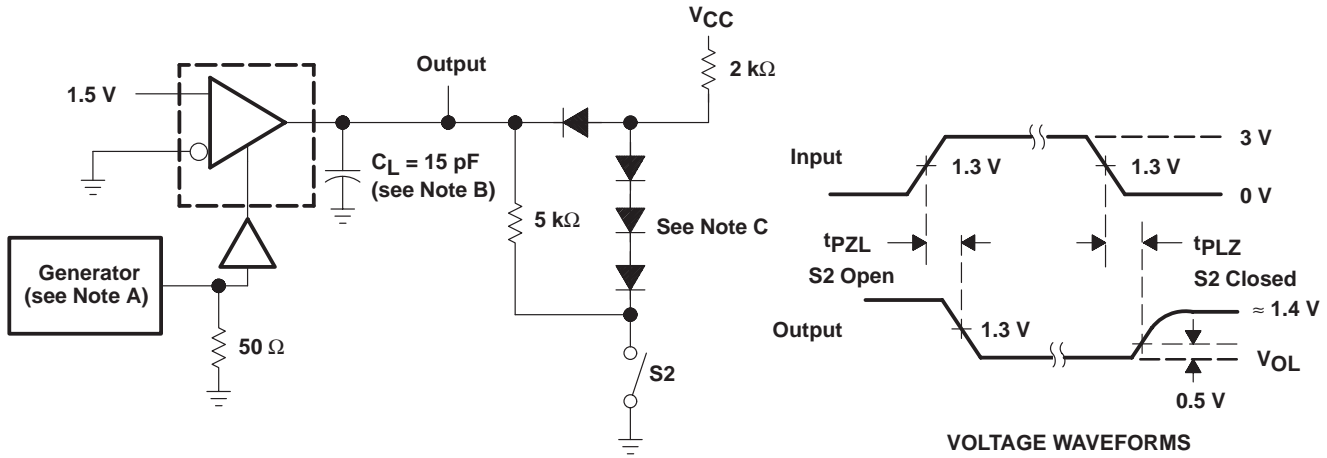 VCC
2 kΩ
Output
1.5 V
CL = 15 pF
(see Note B)
5 kΩ
See Note C
Generator
(see Note A)
50 Ω
S2
Input
3 V
1.3 V
1.3 V
0 V
tPZL
tPLZ
S2 Open
S2 Closed
≈ 1.4 V
Output
1.3 V
VOL
0.5 V
VOLTAGE WAVEFORMS